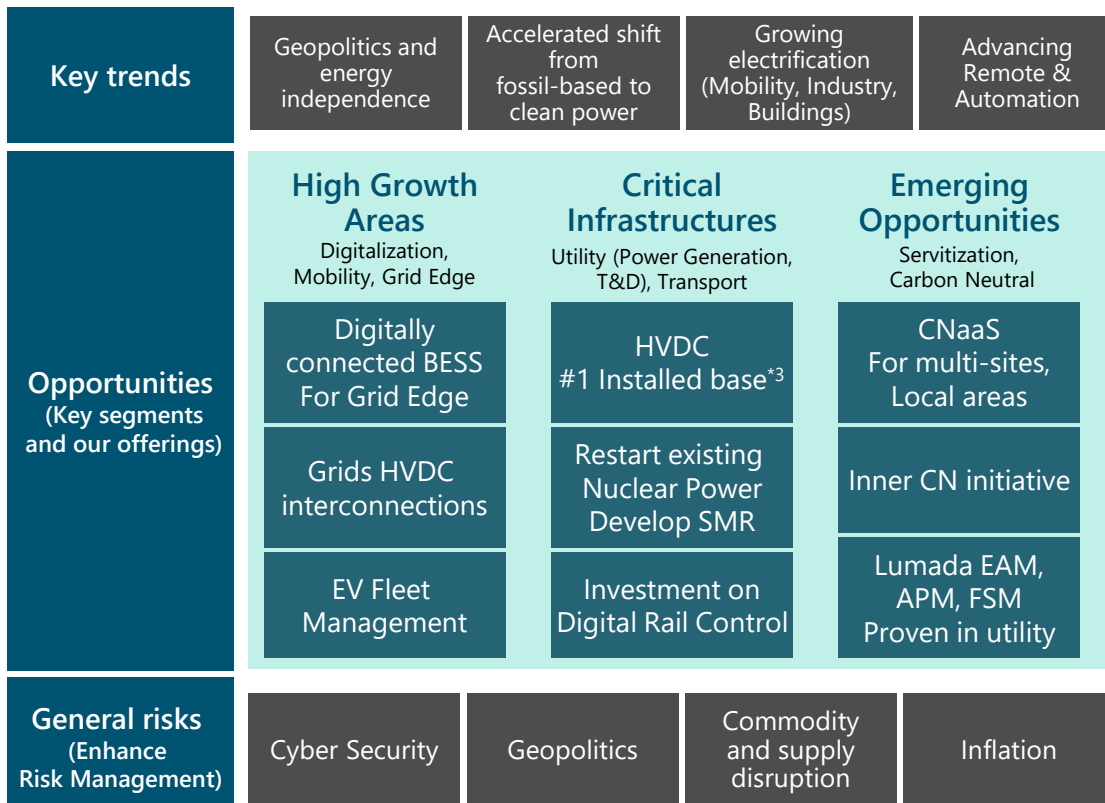 Key trends
Geopolitics and
energy
independence
Accelerated shift
from
fossil-based to
clean power
Growing
electrification
(Mobility, Industry,
Buildings)
Advancing
Remote &
Automation
Opportunities
(Key segments
and our offerings)
High Growth
Areas
Digitalization,
Mobility, Grid Edge
Digitally
connected BESS
For Grid Edge
Grids HVDC
interconnections
EV Fleet
Management
Critical
Infrastructures
Utility (Power Generation,
T&D), Transport
HVDC
#1 Installed base*3
Restart existing
Nuclear Power
Develop SMR
Investment on
Digital Rail Control
Emerging
Opportunities
Servitization,
Carbon Neutral
CNaaS
For multi-sites,
Local areas
Inner CN initiative
Lumada EAM,
APM, FSM
Proven in utility
General risks
(Enhance
Risk Management)
Cyber Security
Geopolitics
Commodity
and supply
disruption
Inflation